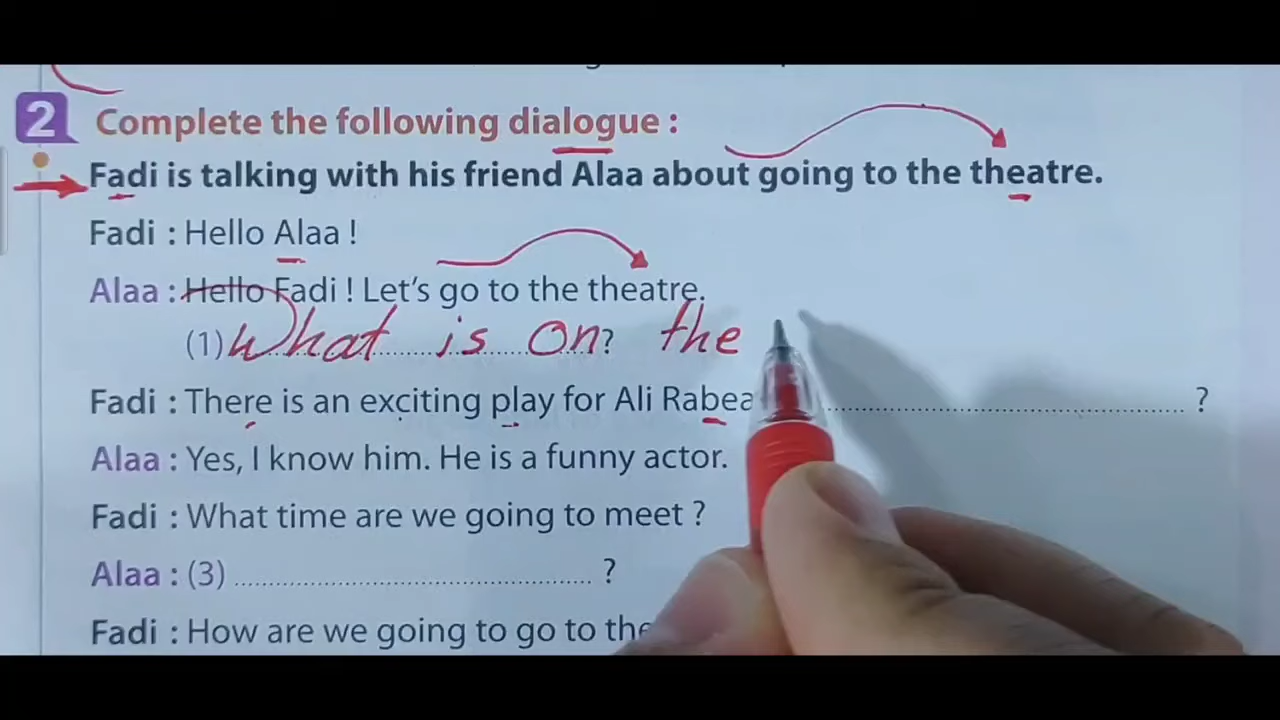 2 Complete the following dialogue :
Fadi is talking with his friend Alaa about going to the theatre.
Fadi : Hello Alaa !
Alaa : Hello Fadi ! Let's go to the theatre.
(1) What is on ? the
Fadi : There is an exciting play for Ali Rabea ?
Alaa : Yes, I know him. He is a funny actor.
Fadi : What time are we going to meet ?
Alaa : (3) ............ ?
Fadi : How are we going to go to the